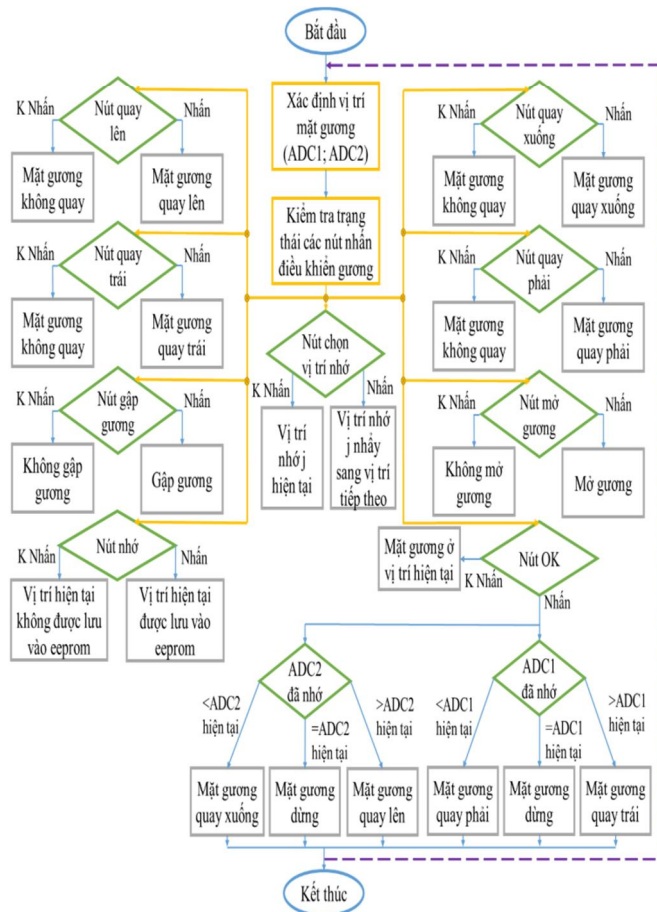 Bắt đầu
Xác định vị trí
mặt gương
(ADC1; ADC2)
Kiểm tra trạng
thái các nút nhấn
điều khiển gương
K Nhấn
Nút quay
lên
Nhấn
Mặt gương
không quay
Mặt gương
quay lên
K Nhấn
Nút quay
xuống
Nhấn
Mặt gương
không quay
Mặt gương
quay xuống
K Nhấn
Nút quay
trái
Nhấn
Mặt gương
không quay
Mặt gương
quay trái
K Nhấn
Nút quay
phải
Nhấn
Mặt gương
không quay
Mặt gương
quay phải
Nút chọn
vị trí nhớ
K Nhấn
Nhấn
Vị trí
nhớ j
hiện tại
Vị trí nhớ
j nhẩy
sang vị trí
tiếp theo
K Nhấn
Nút gập
gương
Nhấn
Không gập
gương
Gập gương
K Nhấn
Nút mở
gương
Nhấn
Không mở
gương
Mở gương
K Nhấn
Nút nhớ
Nhấn
Vị trí hiện tại
không được lưu
vào eeprom
Vị trí hiện tại
được lưu vào
eeprom
Nút OK
K Nhấn
Nhấn
Mặt gương ở
vị trí hiện tại
ADC2
đã nhớ
<ADC2
hiện tại
=ADC2
hiện tại
>ADC2
hiện tại
Mặt gương
quay xuống
Mặt gương
dừng
Mặt gương
quay lên
ADC1
đã nhớ
<ADC1
hiện tại
=ADC1
hiện tại
>ADC1
hiện tại
Mặt gương
quay phải
Mặt gương
dừng
Mặt gương
quay trái
Kết thúc